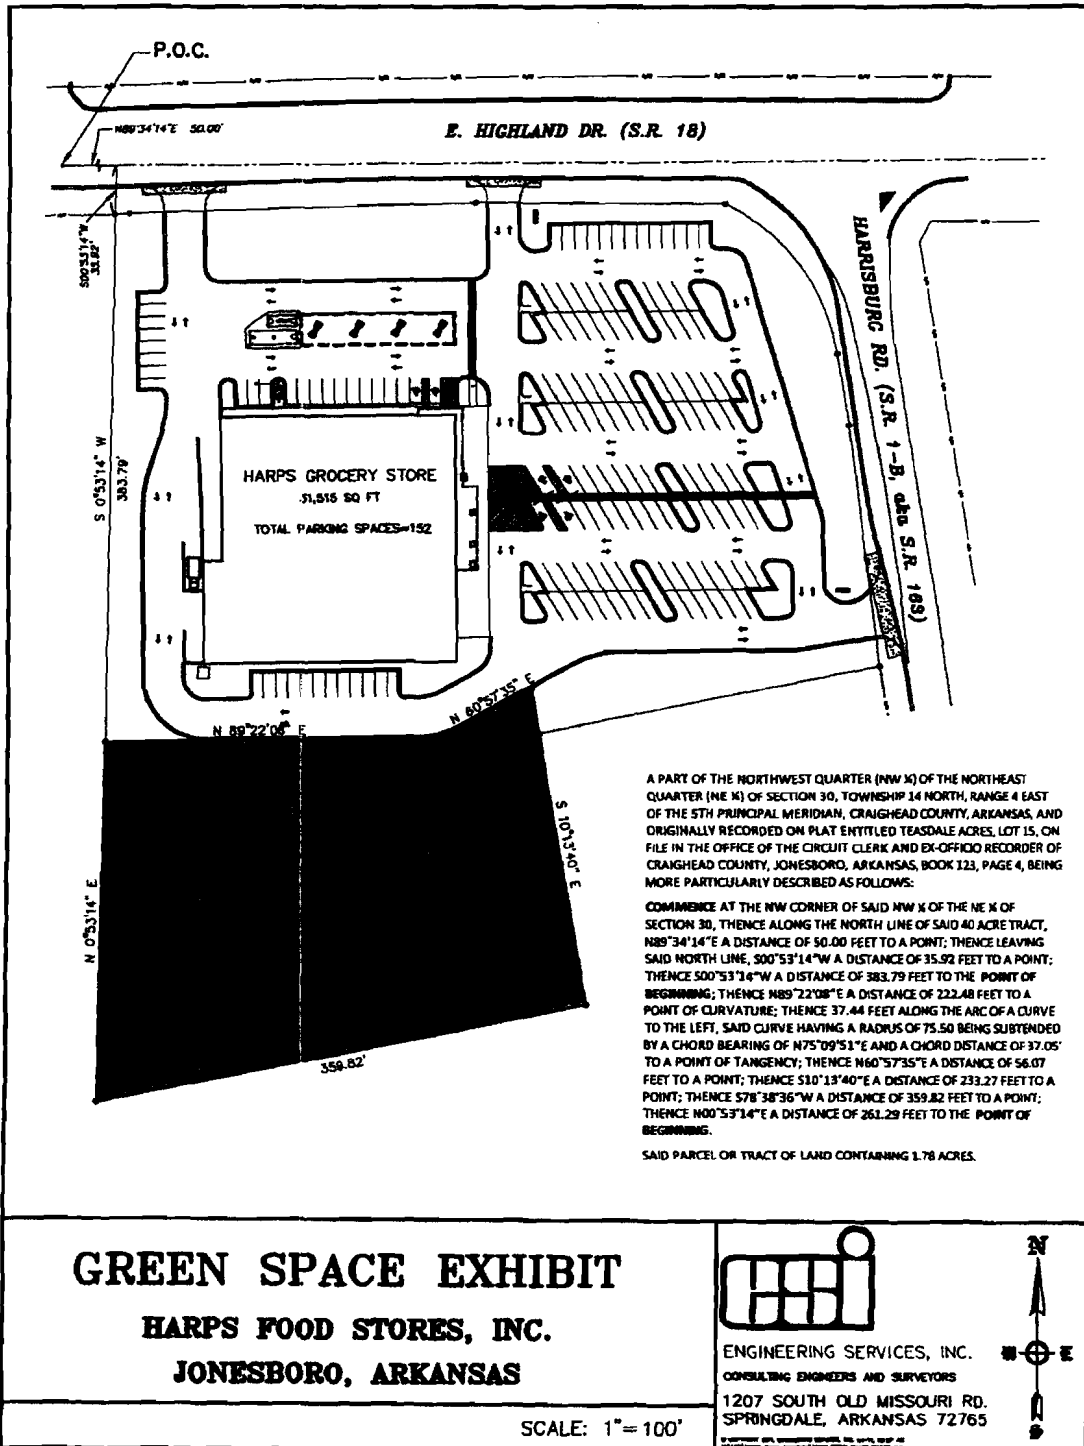 P.O.C.
N89°34'14"E 50.00'
E. HIGHLAND DR. (S.R. 18)
S00°53'14"W
35.92'
HARRISBURG RD. (S.R. 1-B, aka S.R. 163)
S 0°53'14" W
383.79'
HARPS GROCERY STORE
31,515 SQ FT
TOTAL PARKING SPACES=152
N 89°22'08" E
N 60°57'35" E
S 10°13'40" E
N 0°53'14" E
359.82'
A PART OF THE NORTHWEST QUARTER (NW ¼) OF THE NORTHEAST
QUARTER (NE ¼) OF SECTION 30, TOWNSHIP 14 NORTH, RANGE 4 EAST
OF THE 5TH PRINCIPAL MERIDIAN, CRAIGHEAD COUNTY, ARKANSAS, AND
ORIGINALLY RECORDED ON PLAT ENTITLED TEASDALE ACRES, LOT 15, ON
FILE IN THE OFFICE OF THE CIRCUIT CLERK AND EX-OFFICIO RECORDER OF
CRAIGHEAD COUNTY, JONESBORO, ARKANSAS, BOOK 123, PAGE 4, BEING
MORE PARTICULARLY DESCRIBED AS FOLLOWS:
COMMENCE AT THE NW CORNER OF SAID NW ¼ OF THE NE ¼ OF
SECTION 30, THENCE ALONG THE NORTH LINE OF SAID 40 ACRE TRACT,
N89°34'14"E A DISTANCE OF 50.00 FEET TO A POINT; THENCE LEAVING
SAID NORTH LINE, S00°53'14"W A DISTANCE OF 35.92 FEET TO A POINT;
THENCE S00°53'14"W A DISTANCE OF 383.79 FEET TO THE POINT OF
BEGINNING; THENCE N89°22'08"E A DISTANCE OF 222.48 FEET TO A
POINT OF CURVATURE; THENCE 37.44 FEET ALONG THE ARC OF A CURVE
TO THE LEFT, SAID CURVE HAVING A RADIUS OF 75.50 BEING SUBTENDED
BY A CHORD BEARING OF N75°09'51"E AND A CHORD DISTANCE OF 37.05'
TO A POINT OF TANGENCY; THENCE N60°57'35"E A DISTANCE OF 56.07
FEET TO A POINT; THENCE S10°13'40"E A DISTANCE OF 233.27 FEET TO A
POINT; THENCE S78°38'36"W A DISTANCE OF 359.82 FEET TO A POINT;
THENCE N00°53'14"E A DISTANCE OF 261.29 FEET TO THE POINT OF
BEGINNING.
SAID PARCEL OR TRACT OF LAND CONTAINING 1.78 ACRES.
GREEN SPACE EXHIBIT
HARPS FOOD STORES, INC.
JONESBORO, ARKANSAS
SCALE: 1"=100'
ENGINEERING SERVICES, INC.
CONSULTING ENGINEERS AND SURVEYORS
1207 SOUTH OLD MISSOURI RD.
SPRINGDALE, ARKANSAS 72765
N
W E
S